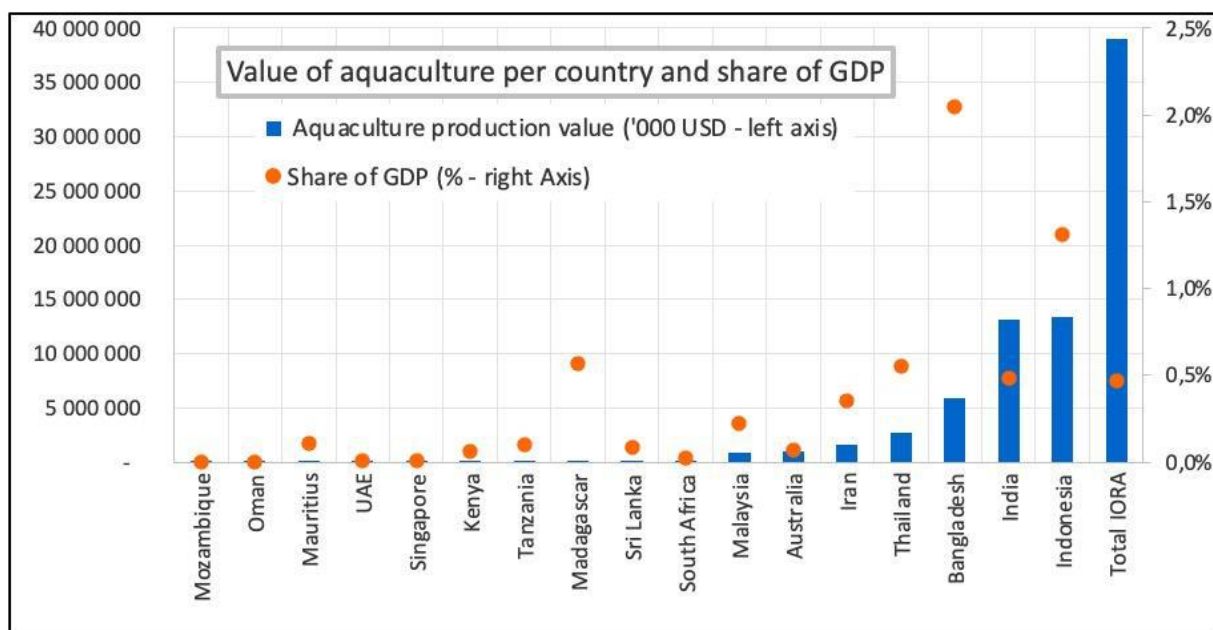 Value of aquaculture per country and share of GDP
Aquaculture production value ('000 USD - left axis)
Share of GDP (% - right Axis)
40 000 000
35 000 000
30 000 000
25 000 000
20 000 000
15 000 000
10 000 000
5 000 000
-
2,5%
2,0%
1,5%
1,0%
0,5%
0,0%
Mozambique
Oman
Mauritius
UAE
Singapore
Kenya
Tanzania
Madagascar
Sri Lanka
South Africa
Malaysia
Australia
Iran
Thailand
Bangladesh
India
Indonesia
Total IORA